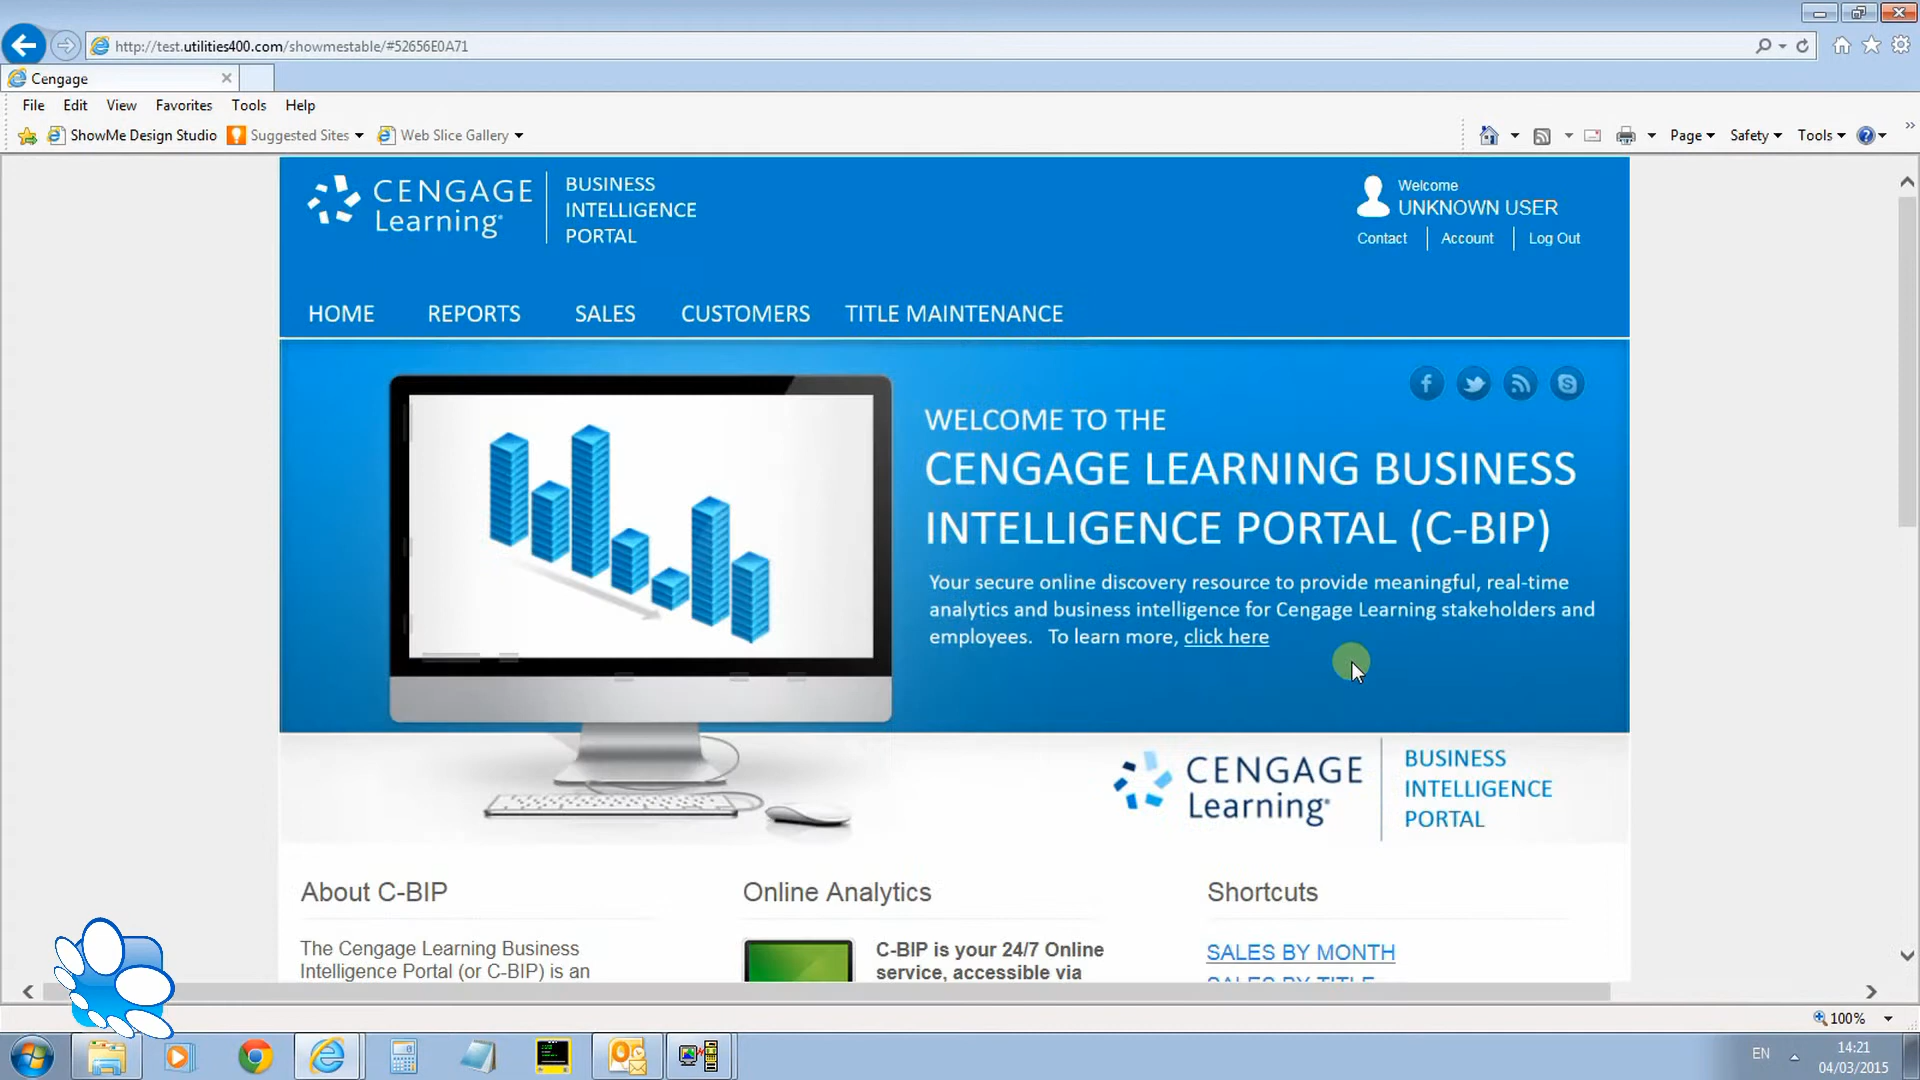 http://test.utilities400.com/showmestable/#52656E0A71
Cengage
File Edit View Favorites Tools Help
ShowMe Design Studio Suggested Sites Web Slice Gallery
Page Safety Tools
CENGAGE Learning®
BUSINESS
INTELLIGENCE
PORTAL
Welcome
UNKNOWN USER
Contact Account Log Out
HOME REPORTS SALES CUSTOMERS TITLE MAINTENANCE
WELCOME TO THE
CENGAGE LEARNING BUSINESS
INTELLIGENCE PORTAL (C-BIP)
Your secure online discovery resource to provide meaningful, real-time
analytics and business intelligence for Cengage Learning stakeholders and
employees. To learn more, click here
CENGAGE
Learning®
BUSINESS
INTELLIGENCE
PORTAL
About C-BIP
The Cengage Learning Business
Intelligence Portal (or C-BIP) is an
Online Analytics
C-BIP is your 24/7 Online
service, accessible via
Shortcuts
SALES BY MONTH
SALES BY TITLE
100%
EN
14:21
04/03/2015